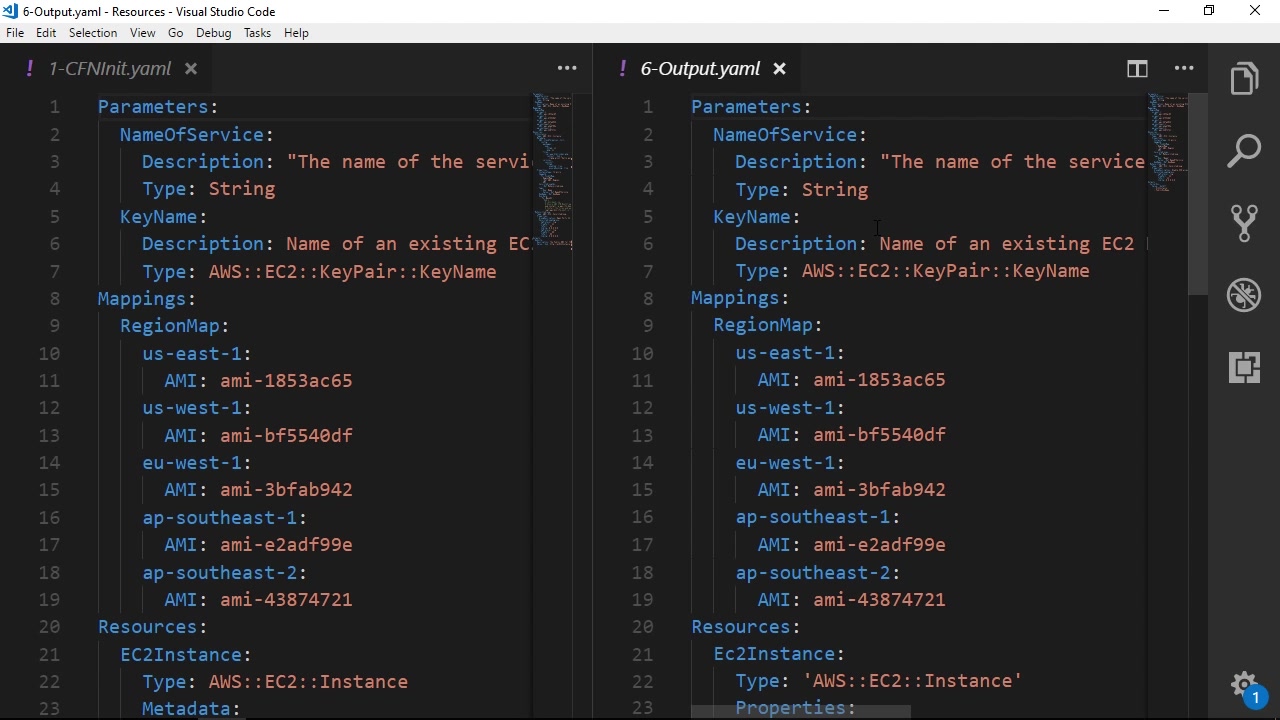 6-Output.yaml - Resources - Visual Studio Code
File Edit Selection View Go Debug Tasks Help
! 1-CFNInit.yaml
1 Parameters:
2 NameOfService:
3 Description: "The name of the servi
4 Type: String
5 KeyName:
6 Description: Name of an existing EC
7 Type: AWS::EC2::KeyPair::KeyName
8 Mappings:
9 RegionMap:
10 us-east-1:
11 AMI: ami-1853ac65
12 us-west-1:
13 AMI: ami-bf5540df
14 eu-west-1:
15 AMI: ami-3bfab942
16 ap-southeast-1:
17 AMI: ami-e2adf99e
18 ap-southeast-2:
19 AMI: ami-43874721
20 Resources:
21 EC2Instance:
22 Type: AWS::EC2::Instance
23 Metadata:
! 6-Output.yaml
1 Parameters:
2 NameOfService:
3 Description: "The name of the service
4 Type: String
5 KeyName:
6 Description: Name of an existing EC2
7 Type: AWS::EC2::KeyPair::KeyName
8 Mappings:
9 RegionMap:
10 us-east-1:
11 AMI: ami-1853ac65
12 us-west-1:
13 AMI: ami-bf5540df
14 eu-west-1:
15 AMI: ami-3bfab942
16 ap-southeast-1:
17 AMI: ami-e2adf99e
18 ap-southeast-2:
19 AMI: ami-43874721
20 Resources:
21 Ec2Instance:
22 Type: 'AWS::EC2::Instance'
23 Properties:
1